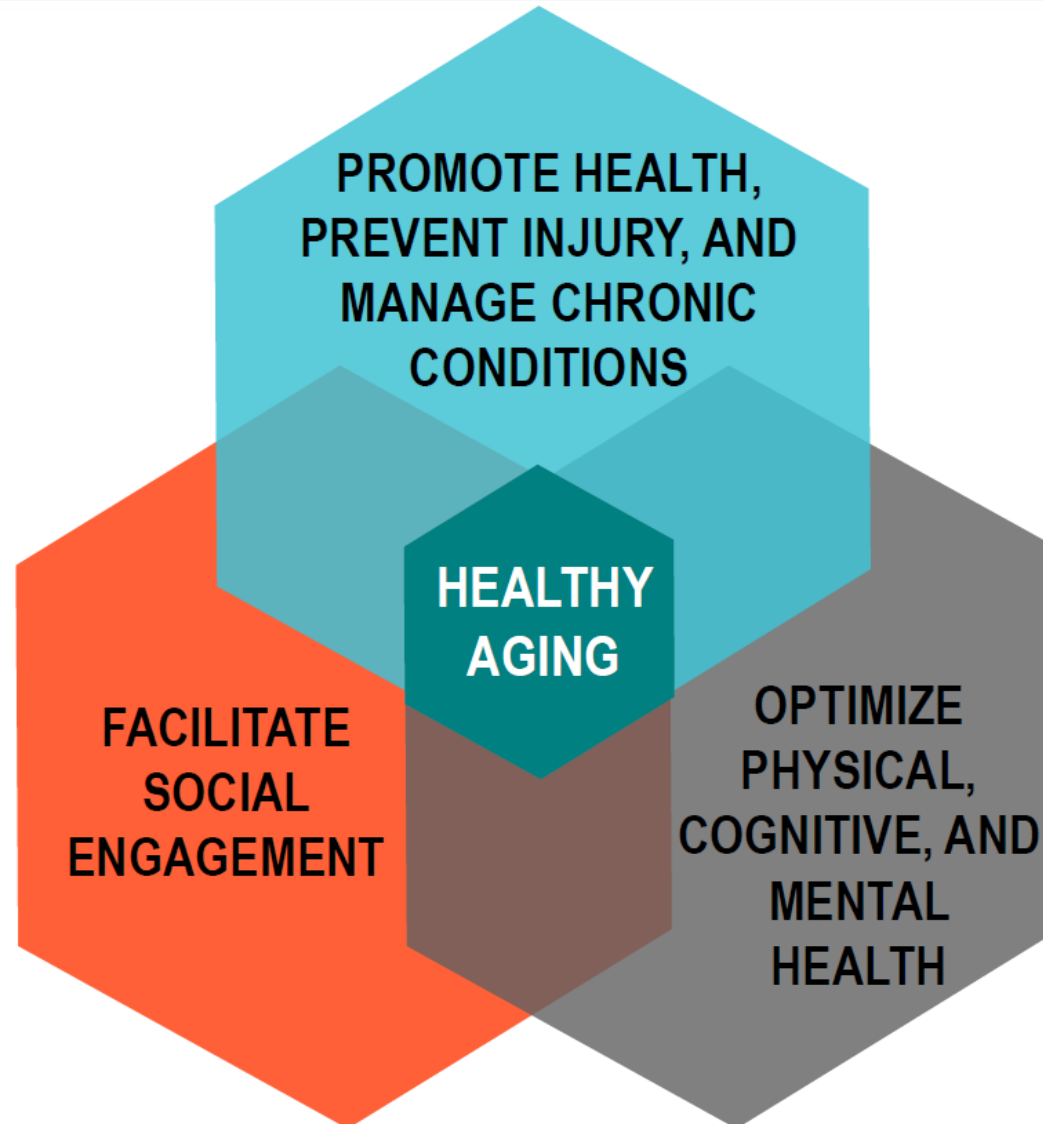 PROMOTE HEALTH,
PREVENT INJURY, AND
MANAGE CHRONIC
CONDITIONS
HEALTHY
AGING
FACILITATE
SOCIAL
ENGAGEMENT
OPTIMIZE
PHYSICAL,
COGNITIVE, AND
MENTAL
HEALTH